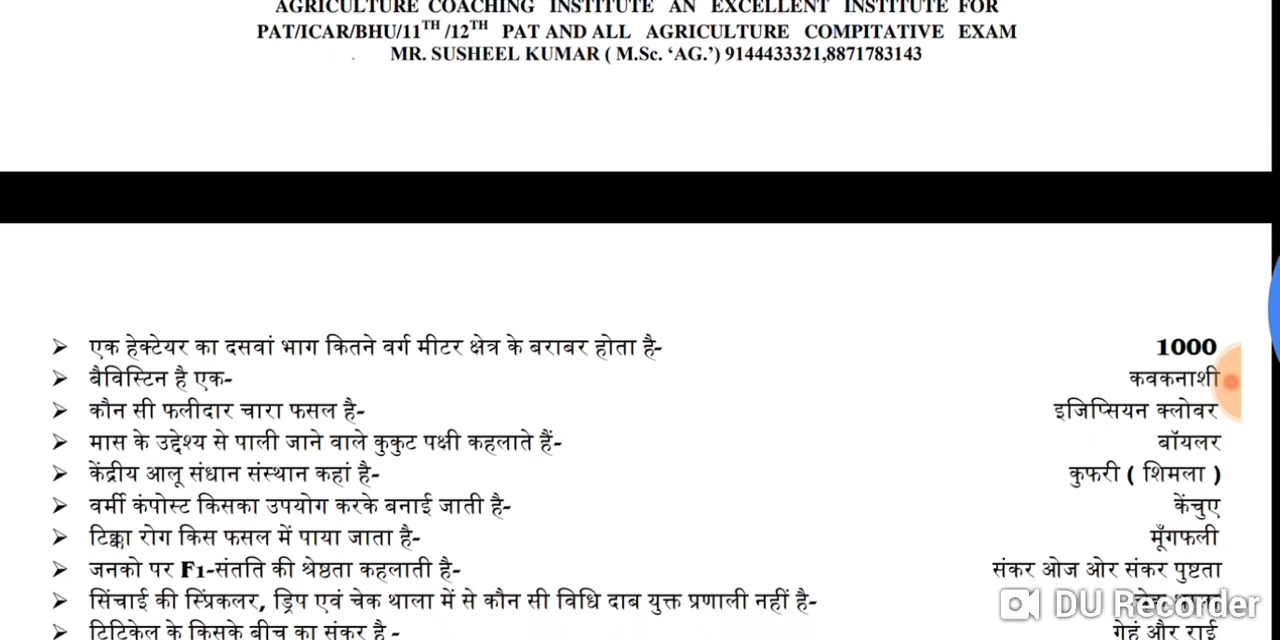 AGRICULTURE COACHING INSTITUTE AN EXCELLENT INSTITUTE FOR
PAT/ICAR/BHU/11TH /12TH PAT AND ALL AGRICULTURE COMPITATIVE EXAM
MR. SUSHEEL KUMAR ( M.Sc. ‘AG.’) 9144433321,8871783143
➢ एक हेक्टेयर का दसवां भाग कितने वर्ग मीटर क्षेत्र के बराबर होता है- 1000
➢ बैविस्टिन है एक- कवकनाशी
➢ कौन सी फलीदार चारा फसल है- इजिप्सियन क्लोवर
➢ मास के उद्देश्य से पाली जाने वाले कुकुट पक्षी कहलाते हैं- बॉयलर
➢ केंद्रीय आलू संधान संस्थान कहां है- कुफरी ( शिमला )
➢ वर्मी कंपोस्ट किसका उपयोग करके बनाई जाती है- केंचुए
➢ टिक्का रोग किस फसल में पाया जाता है- मूँगफली
➢ जनको पर F1-संतति की श्रेष्ठता कहलाती है- संकर ओज ओर संकर पुष्टता
➢ सिंचाई की स्प्रिंकलर, ड्रिप एवं चेक थाला में से कौन सी विधि दाब युक्त प्रणाली नहीं है-
DU Recorder
➢ टिटिकेल के किसके बीच का संकर है - गेहूं और राई